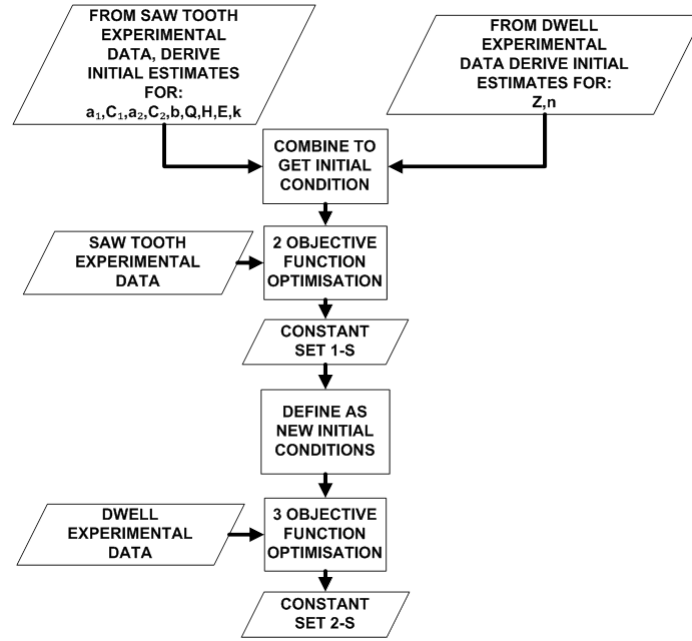 FROM SAW TOOTH
EXPERIMENTAL
DATA, DERIVE
INITIAL ESTIMATES
FOR:
a₁,C₁,a₂,C₂,b,Q,H,E,k
FROM DWELL
EXPERIMENTAL
DATA DERIVE INITIAL
ESTIMATES FOR:
Z,n
COMBINE TO
GET INITIAL
CONDITION
SAW TOOTH
EXPERIMENTAL
DATA
2 OBJECTIVE
FUNCTION
OPTIMISATION
CONSTANT
SET 1-S
DEFINE AS
NEW INITIAL
CONDITIONS
DWELL
EXPERIMENTAL
DATA
3 OBJECTIVE
FUNCTION
OPTIMISATION
CONSTANT
SET 2-S